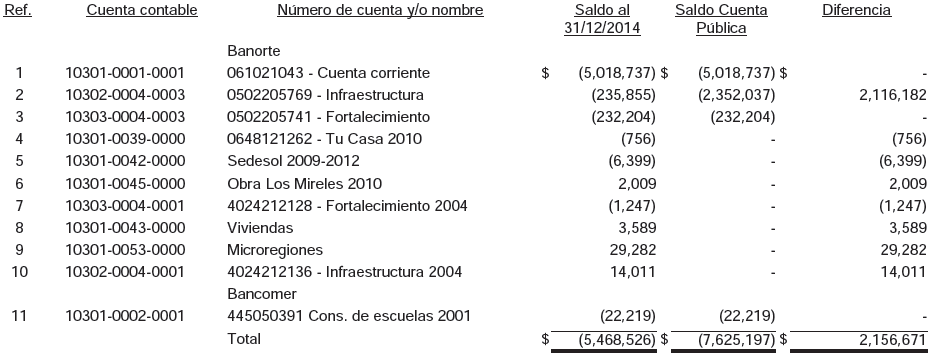 Ref. Cuenta contable Número de cuenta y/o nombre Saldo al 31/12/2014 Saldo Cuenta Pública Diferencia
Banorte
1 10301-0001-0001 061021043 - Cuenta corriente $ (5,018,737) $ (5,018,737) $ -
2 10302-0004-0003 0502205769 - Infraestructura (235,855) (2,352,037) 2,116,182
3 10303-0004-0003 0502205741 - Fortalecimiento (232,204) (232,204) -
4 10301-0039-0000 0648121262 - Tu Casa 2010 (756) - (756)
5 10301-0042-0000 Sedesol 2009-2012 (6,399) - (6,399)
6 10301-0045-0000 Obra Los Mireles 2010 2,009 - 2,009
7 10303-0004-0001 4024212128 - Fortalecimiento 2004 (1,247) - (1,247)
8 10301-0043-0000 Viviendas 3,589 - 3,589
9 10301-0053-0000 Microregiones 29,282 - 29,282
10 10302-0004-0001 4024212136 - Infraestructura 2004 14,011 - 14,011
Bancomer
11 10301-0002-0001 445050391 Cons. de escuelas 2001 (22,219) (22,219) -
Total $ (5,468,526) $ (7,625,197) $ 2,156,671